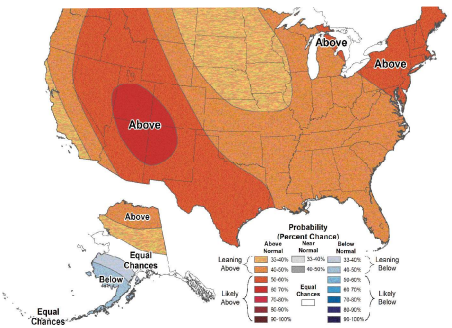 Above
Above
Above
Above
Equal
Chances
Below
Equal
Chances
Probability
(Percent Chance)
Above
Normal
Near
Normal
Below
Normal
Leaning
Above
33-40%
33-40%
33-40%
Leaning
Below
40-50%
40-50%
40-50%
50-60%
50-60%
Likely
Above
60-70%
Equal
Chances
60-70%
Likely
Below
70-80%
70-80%
80-90%
80-90%
90-100%
90-100%